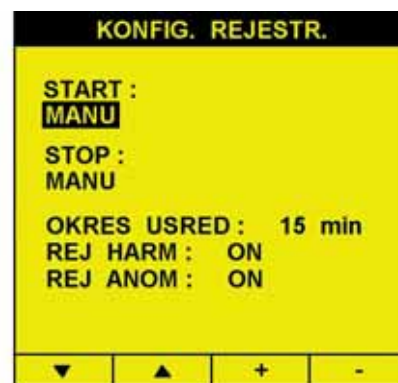 KONFIG. REJESTR.
START :
MANU
STOP :
MANU
OKRES USRED : 15 min
REJ HARM : ON
REJ ANOM : ON
▼ ▲ + -